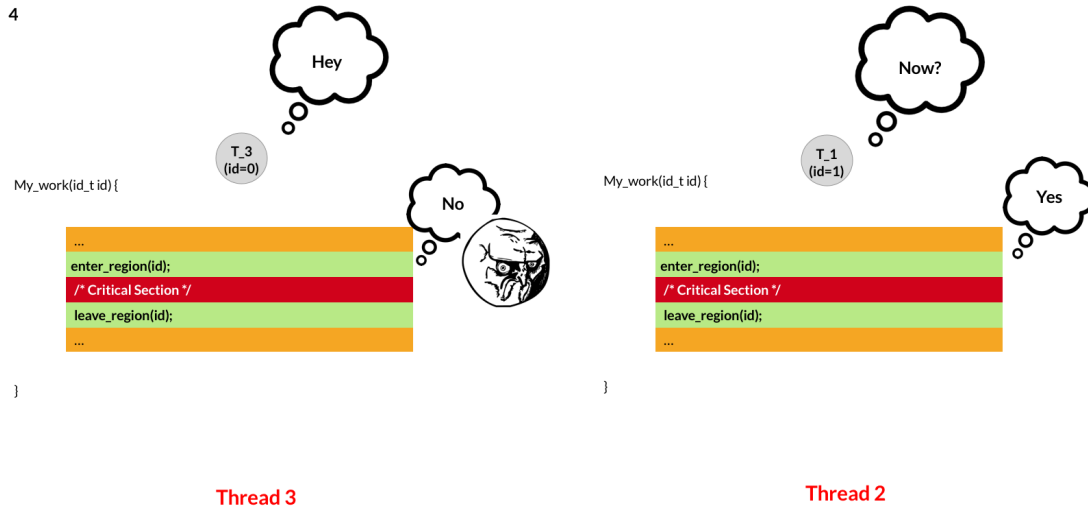 4
Hey
T_3
(id=0)
My_work(id_t id) {
No
...
enter_region(id);
/* Critical Section */
leave_region(id);
...
}
Thread 3
Now?
T_1
(id=1)
My_work(id_t id) {
Yes
...
enter_region(id);
/* Critical Section */
leave_region(id);
...
}
Thread 2